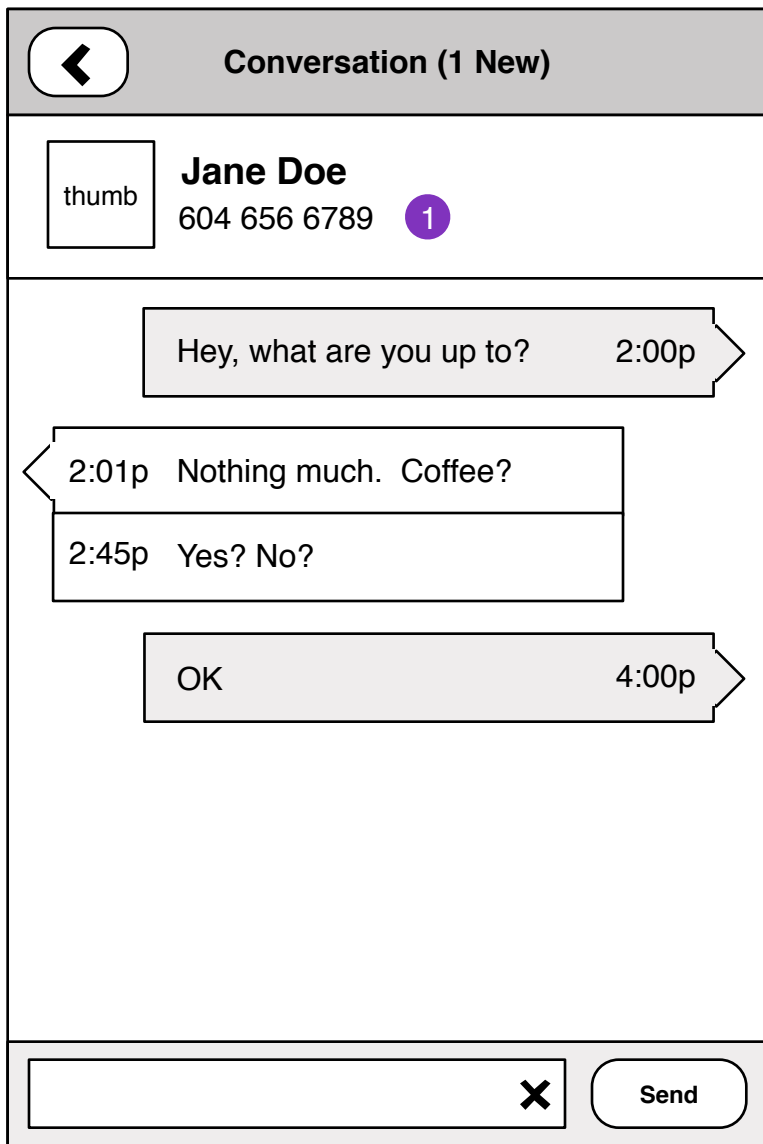 Conversation (1 New)
thumb
Jane Doe
604 656 6789 1
Hey, what are you up to? 2:00p
2:01p Nothing much.  Coffee?
2:45p Yes? No?
OK 4:00p
Send